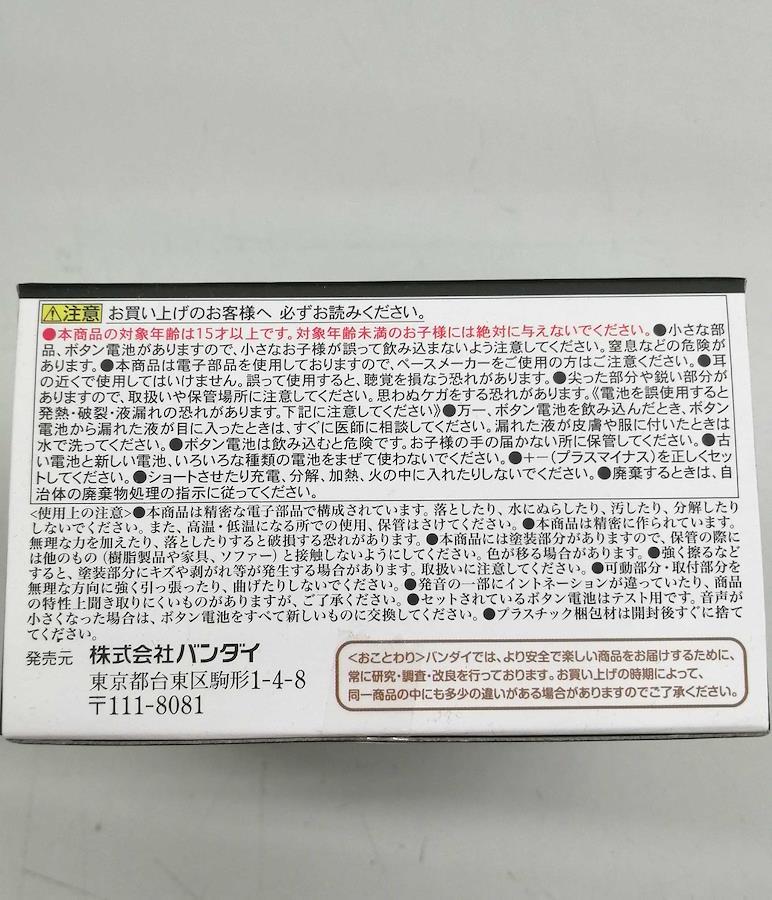 ⚠注意 お買い上げのお客様へ 必ずお読みください。
●本商品の対象年齢は15才以上です。対象年齢未満のお子様には絶対に与えないでください。●小さな部
品、ボタン電池がありますので、小さなお子様が誤って飲み込まないよう注意してください。窒息などの危険が
あります。●本商品は電子部品を使用しておりますので、ペースメーカーをご使用の方はご注意ください。●耳
の近くで使用してはいけません。誤って使用すると、聴覚を損なう恐れがあります。●尖った部分や鋭い部分が
ありますので、取扱いや保管場所に注意してください。思わぬケガをする恐れがあります。《電池を誤使用すると
発熱・破裂・液漏れの恐れがあります。下記に注意してください》●万一、ボタン電池を飲み込んだとき、ボタン
電池から漏れた液が目に入ったときは、すぐに医師に相談してください。漏れた液が皮膚や服に付いたときは
水で洗ってください。●ボタン電池は飲み込むと危険です。お子様の手の届かない所に保管してください。●古
い電池と新しい電池、いろいろな種類の電池をまぜて使わないでください。●+−(プラスマイナス)を正しくセッ
トしてください。●ショートさせたり充電、分解、加熱、火の中に入れたりしないでください。●廃棄するときは、自
治体の廃棄物処理の指示に従ってください。
<使用上の注意>●本商品は精密な電子部品で構成されています。落としたり、水にぬらしたり、汚したり、分解したり
しないでください。また、高温・低温になる所での使用、保管はさけてください。●本商品は精密に作られています。
無理な力を加えたり、落としたりすると破損する恐れがあります。●本商品には塗装部分がありますので、保管の際に
は他のもの(樹脂製品や家具、ソファー)と接触しないようにしてください。色が移る場合があります。●強く擦るなど
すると、塗装部分にキズや剥がれ等が発生する場合があります。取扱いに注意してください。●可動部分・取付部分を
無理な方向に強く引っ張ったり、曲げたりしないでください。●発音の一部にイントネーションが違っていたり、商品
の特性上聞き取りにくいものがありますが、ご了承ください。●セットされているボタン電池はテスト用です。音声が
小さくなった場合は、ボタン電池をすべて新しいものに交換してください。●プラスチック梱包材は開封後すぐに捨て
てください。
発売元 株式会社バンダイ
東京都台東区駒形1-4-8
〒111-8081
<おことわり>バンダイでは、より安全で楽しい商品をお届けするために、
常に研究・調査・改良を行っております。お買い上げの時期によって、
同一商品の中にも多少の違いがある場合がありますのでご了承ください。